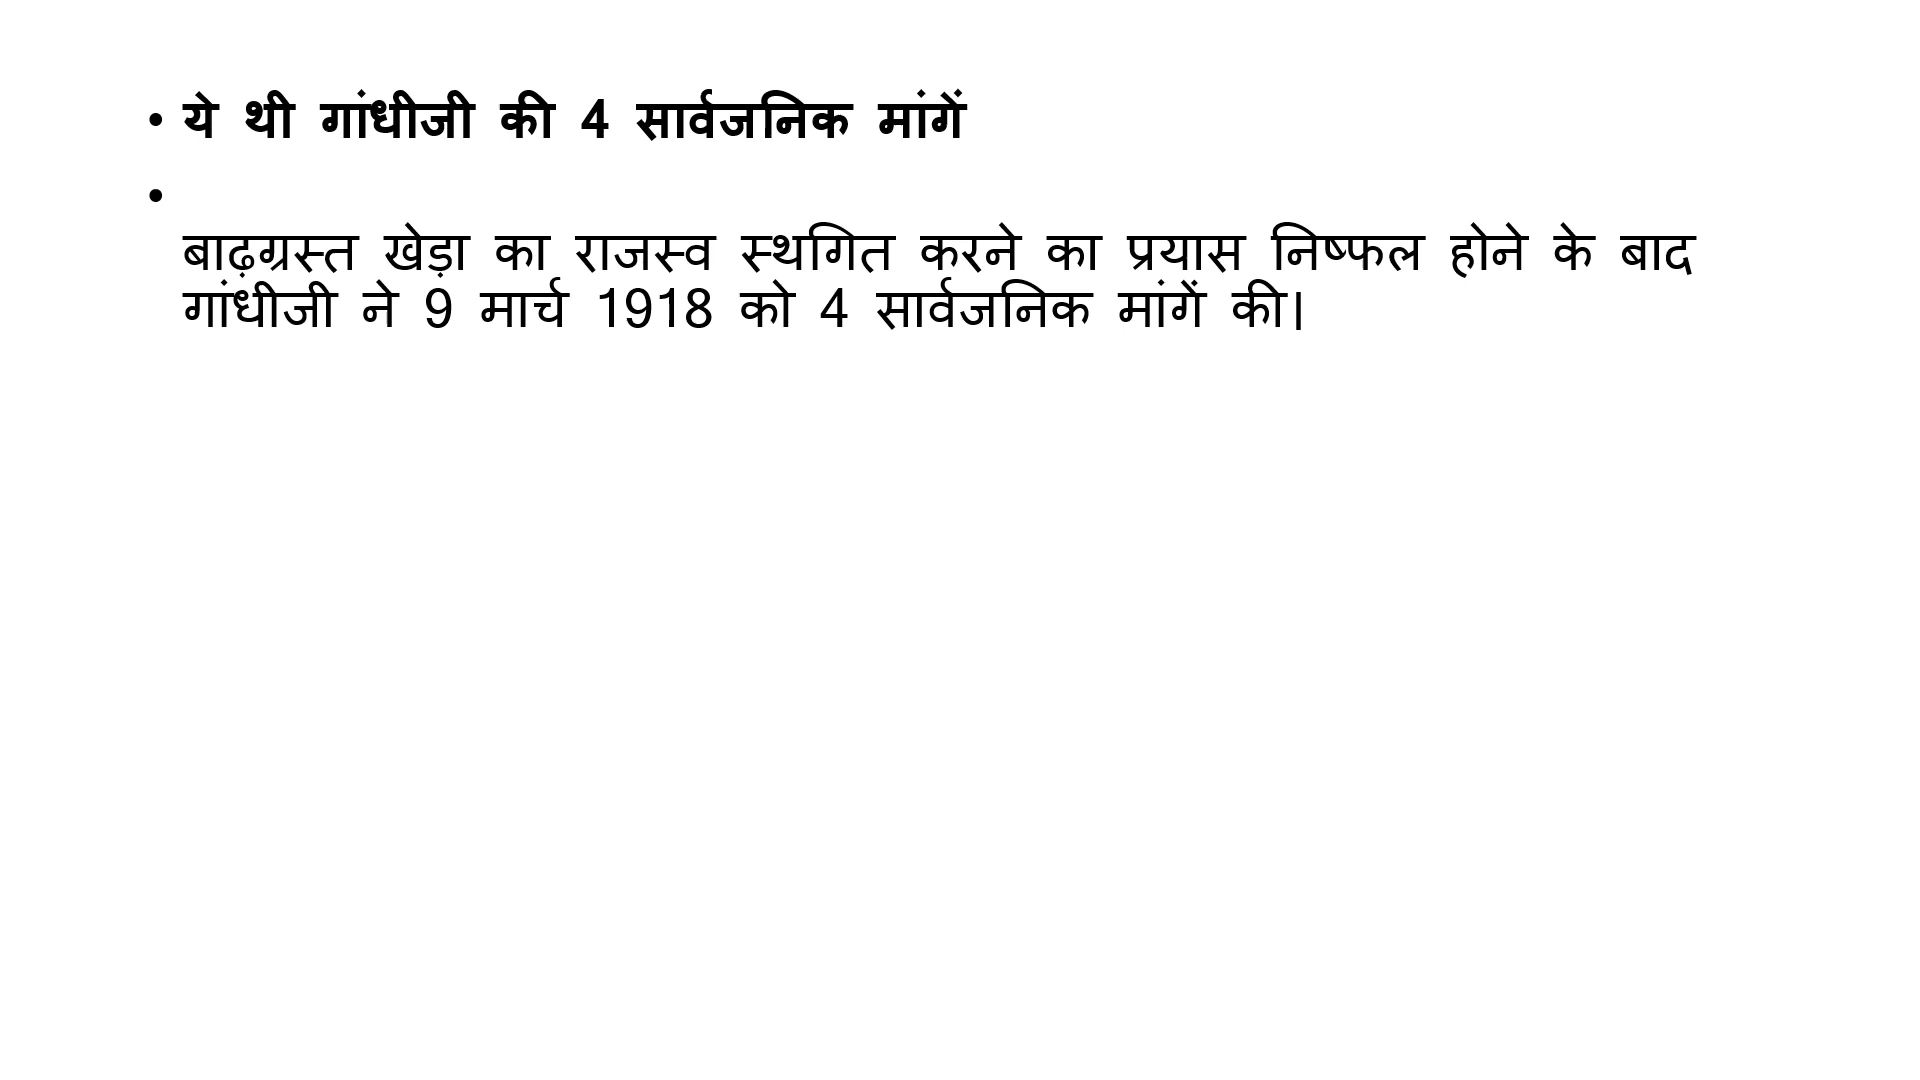 • ये थी गांधीजी की 4 सार्वजनिक मांगें
•
बाढ़ग्रस्त खेड़ा का राजस्व स्थगित करने का प्रयास निष्फल होने के बाद
गांधीजी ने 9 मार्च 1918 को 4 सार्वजनिक मांगें की।